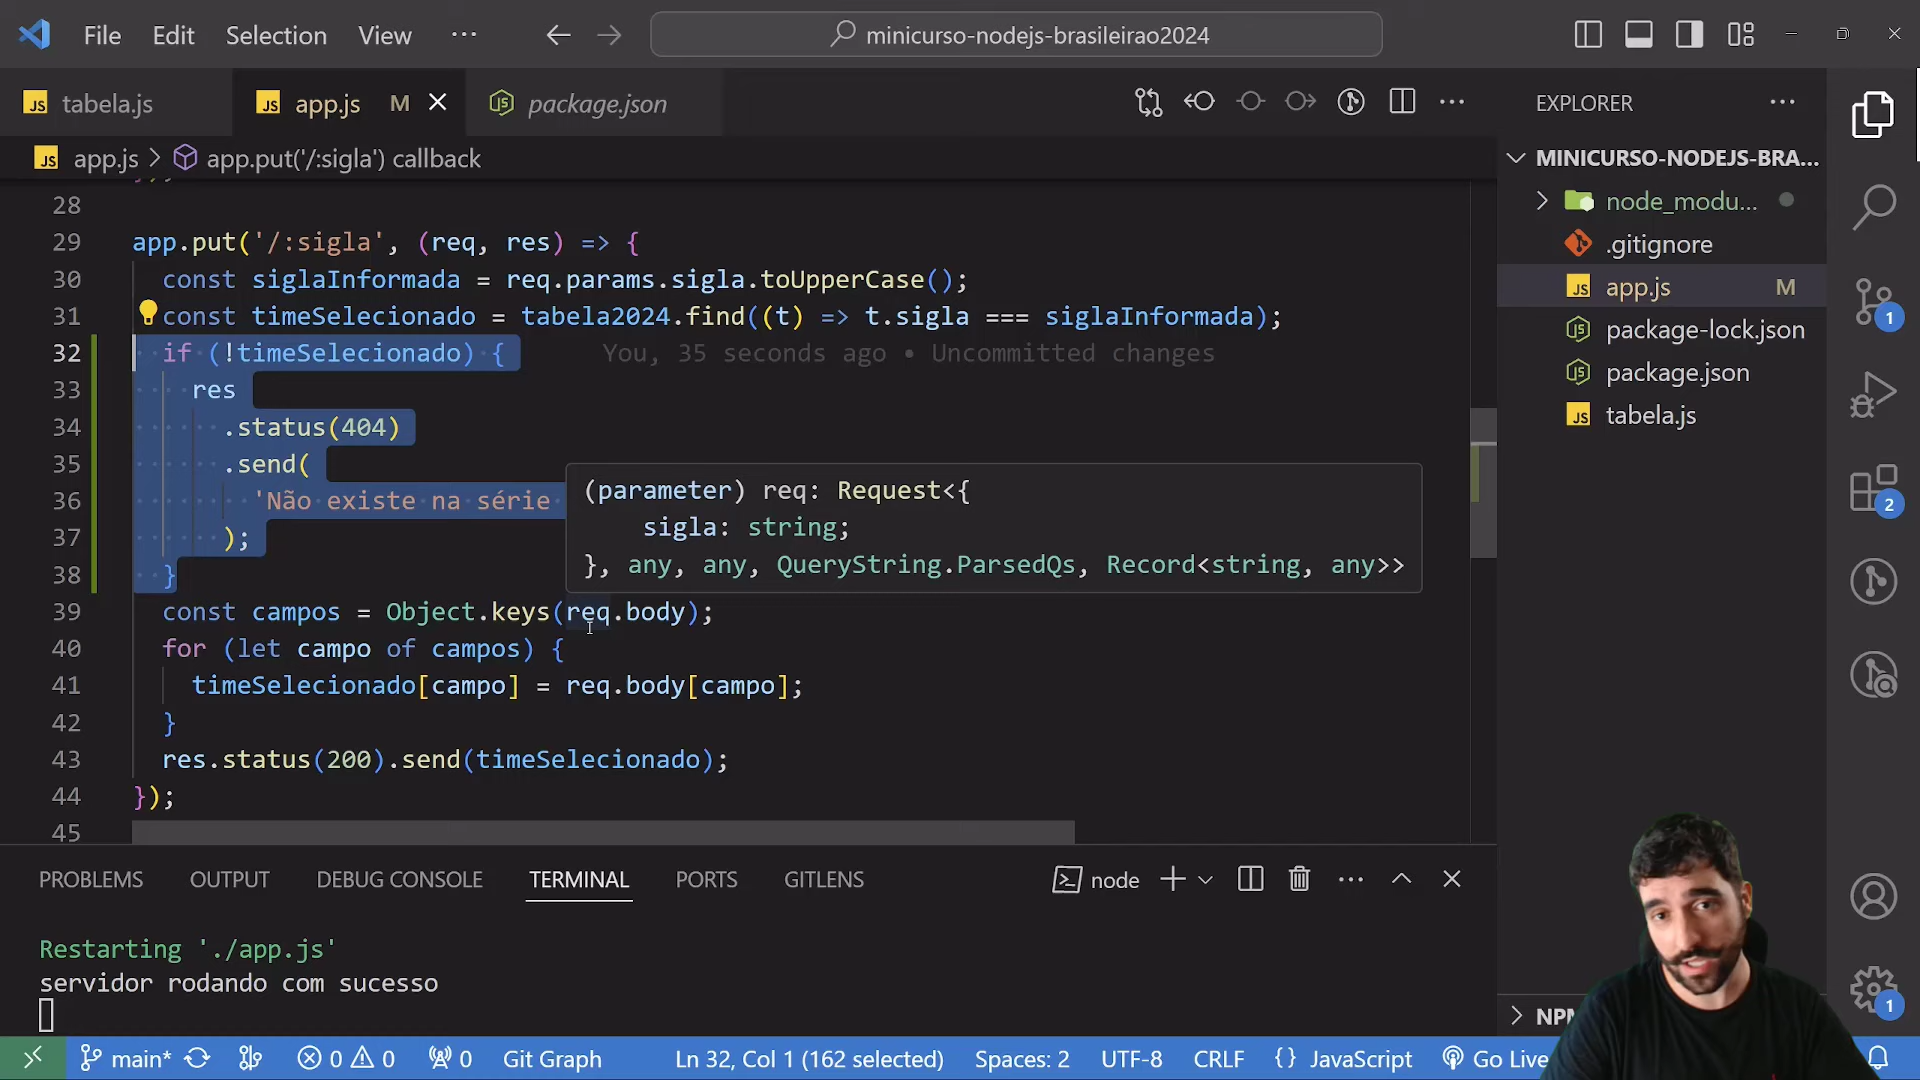 File Edit Selection View ···
minicurso-nodejs-brasileirao2024
JS tabela.js
JS app.js M
package.json
JS app.js > app.put('/:sigla') callback
28
29 app.put('/:sigla', (req, res) => {
30 const siglaInformada = req.params.sigla.toUpperCase();
31 const timeSelecionado = tabela2024.find((t) => t.sigla === siglaInformada);
32 if (!timeSelecionado) { You, 35 seconds ago • Uncommitted changes
33 res
34 .status(404)
35 .send(
36 'Não existe na série
37 );
38 }
(parameter) req: Request<{
sigla: string;
}, any, any, QueryString.ParsedQs, Record<string, any>>
39 const campos = Object.keys(req.body);
40 for (let campo of campos) {
41 timeSelecionado[campo] = req.body[campo];
42 }
43 res.status(200).send(timeSelecionado);
44 });
45
EXPLORER
MINICURSO-NODEJS-BRA...
node_modu...
.gitignore
JS app.js M
package-lock.json
package.json
JS tabela.js
NPM
1
2
1
PROBLEMS OUTPUT DEBUG CONSOLE TERMINAL PORTS GITLENS
node
Restarting './app.js'
servidor rodando com sucesso
main* 0 0 0 Git Graph Ln 32, Col 1 (162 selected) Spaces: 2 UTF-8 CRLF {} JavaScript Go Live